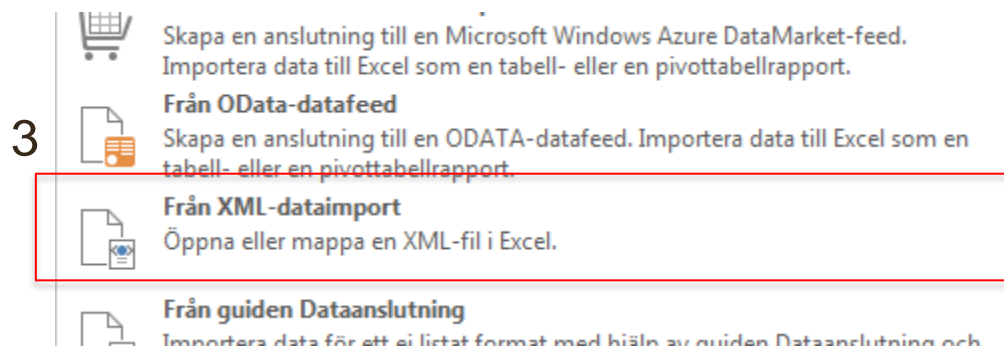 Skapa en anslutning till en Microsoft Windows Azure DataMarket-feed.
Importera data till Excel som en tabell- eller en pivottabellrapport.
Från OData-datafeed
3
Skapa en anslutning till en ODATA-datafeed. Importera data till Excel som en
tabell- eller en pivottabellrapport.
Från XML-dataimport
Öppna eller mappa en XML-fil i Excel.
Från guiden Dataanslutning
Importera data för ett ej listat format med hjälp av guiden Dataanslutning och